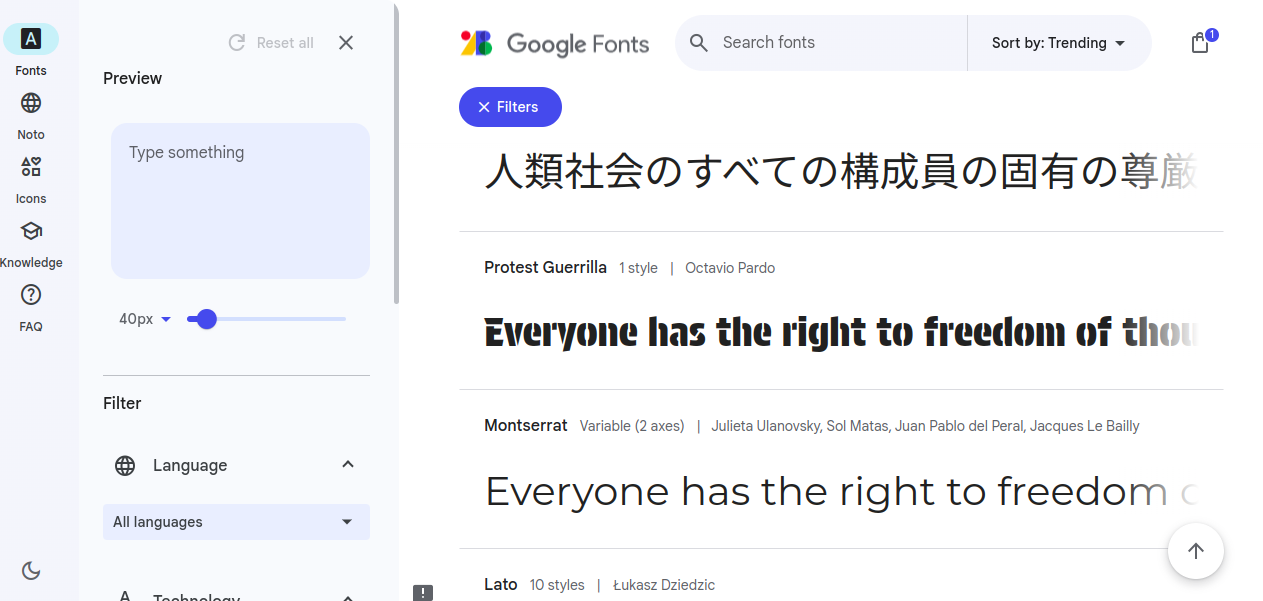 A
Fonts
Noto
Icons
Knowledge
FAQ
Reset all
Preview
Type something
40px
Filter
Language
All languages
Technology
Google Fonts
Search fonts
Sort by: Trending
1
Filters
人類社会のすべての構成員の固有の尊厳
Protest Guerrilla 1 style | Octavio Pardo
Everyone has the right to freedom of thou
Montserrat Variable (2 axes) | Julieta Ulanovsky, Sol Matas, Juan Pablo del Peral, Jacques Le Bailly
Everyone has the right to freedom o
Lato 10 styles | Łukasz Dziedzic